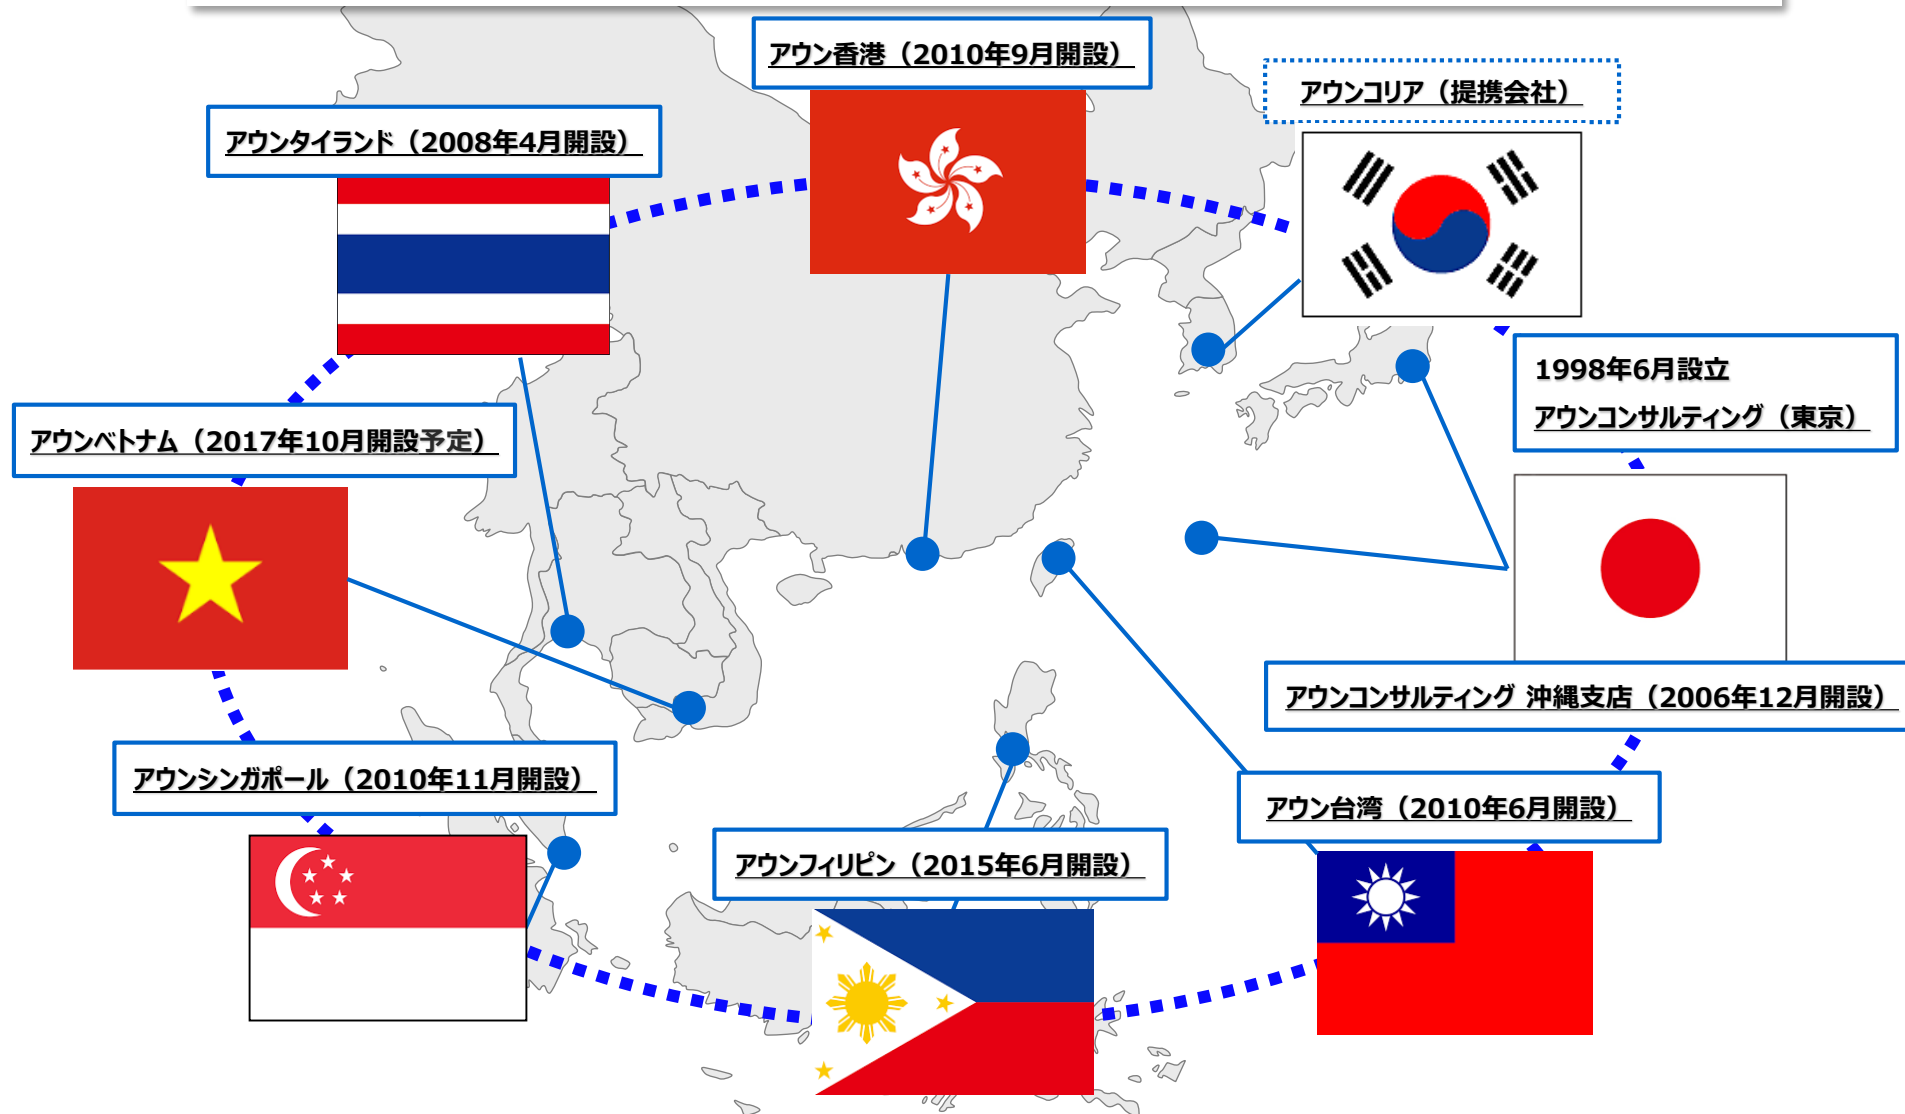 アウン香港（2010年9月開設）
アウンコリア（提携会社）
アウンタイランド（2008年4月開設）
1998年6月設立
アウンコンサルティング（東京）
アウンベトナム（2017年10月開設予定）
アウンコンサルティング 沖縄支店（2006年12月開設）
アウンシンガポール（2010年11月開設）
アウン台湾（2010年6月開設）
アウンフィリピン（2015年6月開設）